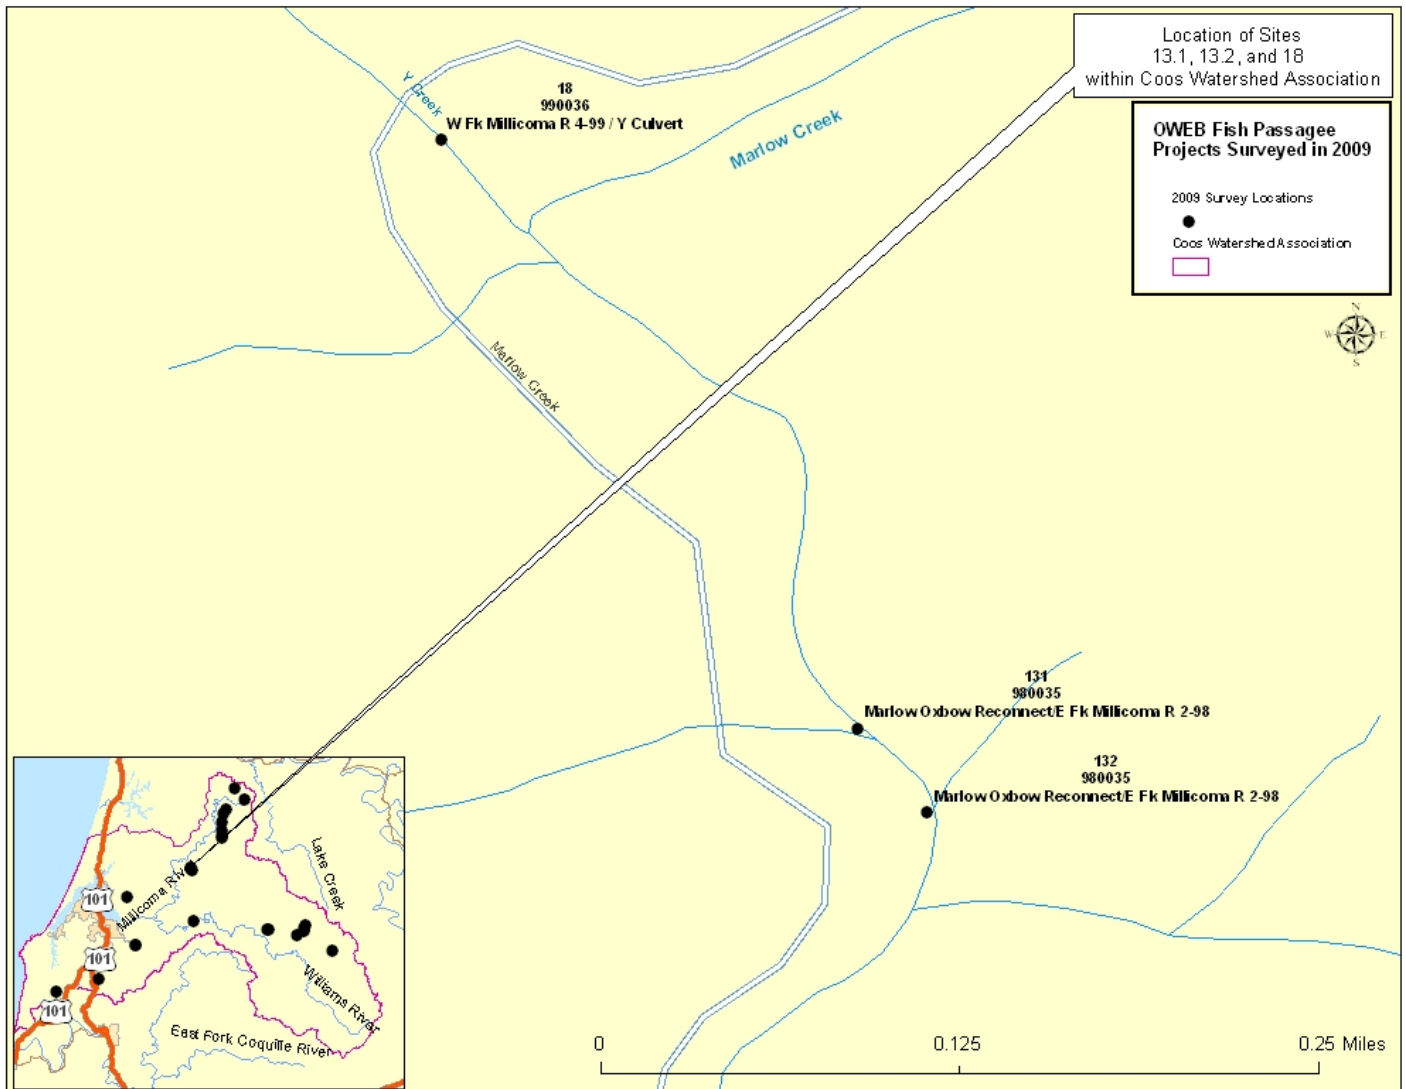 Location of Sites
13.1, 13.2, and 18
within Coos Watershed Association
OWEB Fish Passagee
Projects Surveyed in 2009
2009 Survey Locations
Coos Watershed Association
N
W E
S
Y Creek
18
990036
W Fk Millicoma R 4-99 / Y Culvert
Marlow Creek
Marlow Creek
131
980035
Marlow Oxbow Reconnect/E Fk Millicoma R 2-98
132
980035
Marlow Oxbow Reconnect/E Fk Millicoma R 2-98
Lake Creek
Millicoma River
101
101
101
Williams River
East Fork Coquille River
0 0.125 0.25 Miles